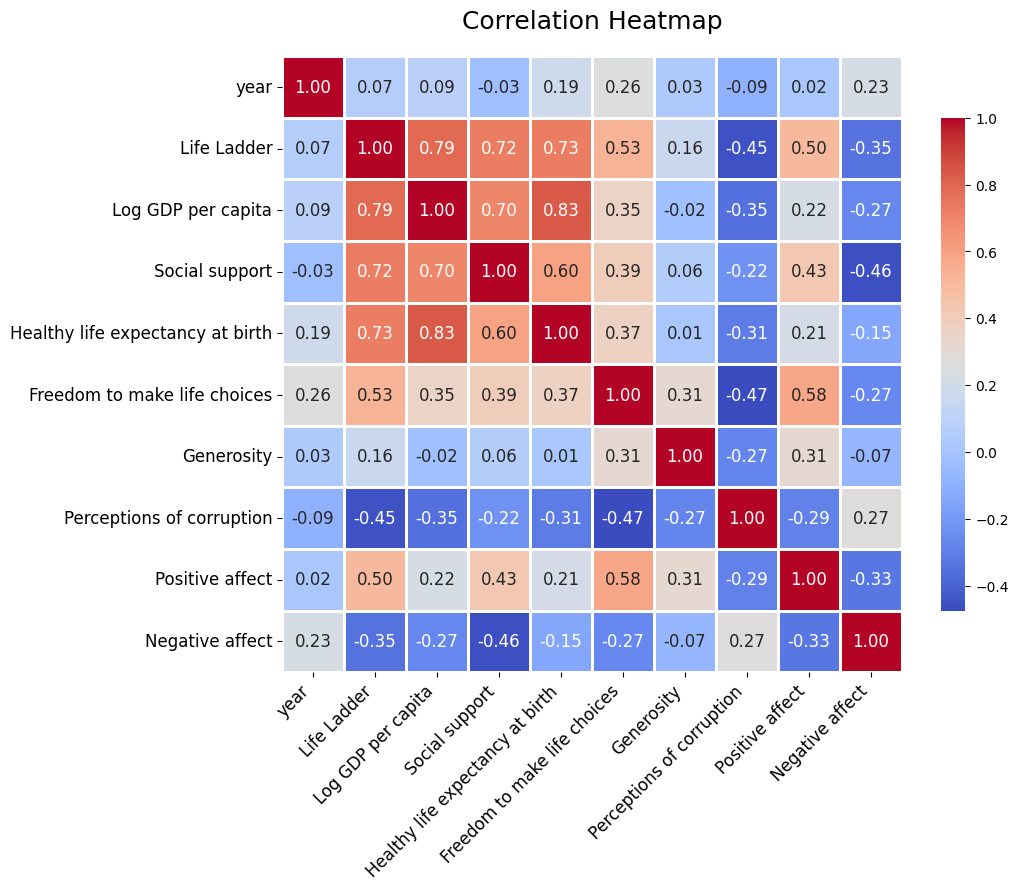 Correlation Heatmap
year 1.00 0.07 0.09 -0.03 0.19 0.26 0.03 -0.09 0.02 0.23
Life Ladder 0.07 1.00 0.79 0.72 0.73 0.53 0.16 -0.45 0.50 -0.35
Log GDP per capita 0.09 0.79 1.00 0.70 0.83 0.35 -0.02 -0.35 0.22 -0.27
Social support -0.03 0.72 0.70 1.00 0.60 0.39 0.06 -0.22 0.43 -0.46
Healthy life expectancy at birth 0.19 0.73 0.83 0.60 1.00 0.37 0.01 -0.31 0.21 -0.15
Freedom to make life choices 0.26 0.53 0.35 0.39 0.37 1.00 0.31 -0.47 0.58 -0.27
Generosity 0.03 0.16 -0.02 0.06 0.01 0.31 1.00 -0.27 0.31 -0.07
Perceptions of corruption -0.09 -0.45 -0.35 -0.22 -0.31 -0.47 -0.27 1.00 -0.29 0.27
Positive affect 0.02 0.50 0.22 0.43 0.21 0.58 0.31 -0.29 1.00 -0.33
Negative affect 0.23 -0.35 -0.27 -0.46 -0.15 -0.27 -0.07 0.27 -0.33 1.00
year
Life Ladder
Log GDP per capita
Social support
Healthy life expectancy at birth
Freedom to make life choices
Generosity
Perceptions of corruption
Positive affect
Negative affect
1.0
0.8
0.6
0.4
0.2
0.0
−0.2
−0.4